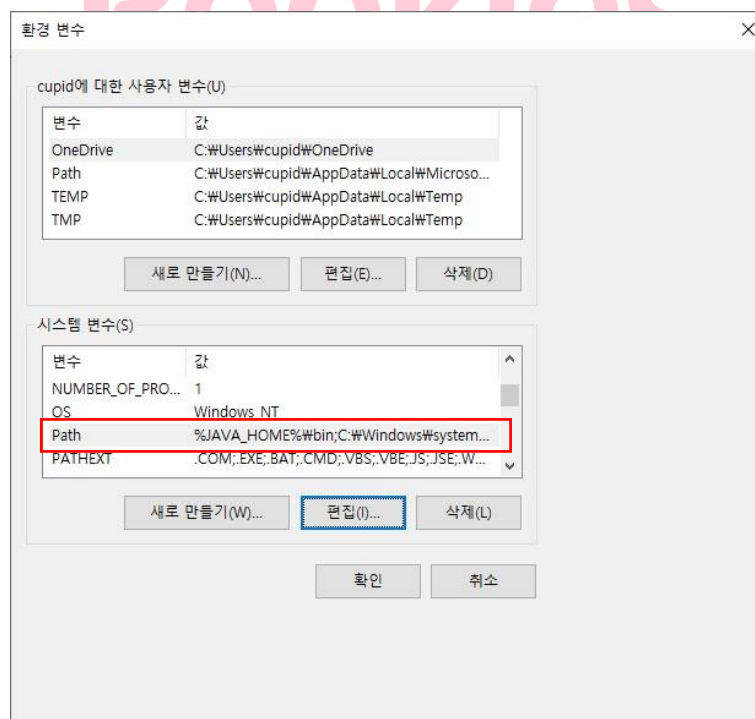 환경 변수
cupid에 대한 사용자 변수(U)
변수 값
OneDrive C:₩Users₩cupid₩OneDrive
Path C:₩Users₩cupid₩AppData₩Local₩Microso...
TEMP C:₩Users₩cupid₩AppData₩Local₩Temp
TMP C:₩Users₩cupid₩AppData₩Local₩Temp
새로 만들기(N)... 편집(E)... 삭제(D)
시스템 변수(S)
변수 값
NUMBER_OF_PRO... 1
OS Windows_NT
Path %JAVA_HOME%₩bin;C:₩Windows₩system...
PATHEXT .COM;.EXE;.BAT;.CMD;.VBS;.VBE;.JS;.JSE;.W...
새로 만들기(W)... 편집(I)... 삭제(L)
확인 취소